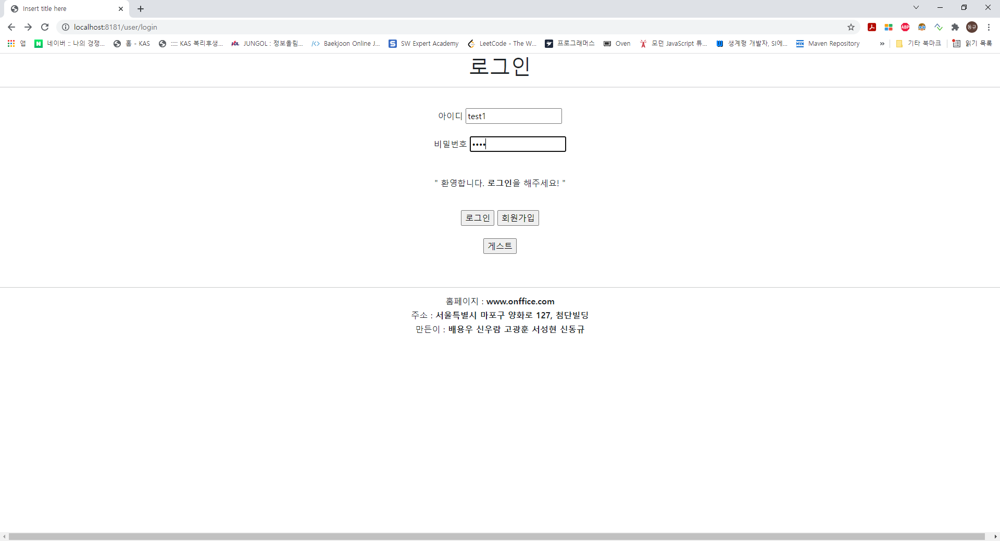 Insert title here
localhost:8181/user/login
ABP
동규
앱
네이버 :: 나의 경쟁...
홈 - KAS
::::: KAS 복리후생...
JUNGOL : 정보올림...
Baekjoon Online J...
SW Expert Academy
LeetCode - The W...
프로그래머스
Oven
모던 JavaScript 튜...
생계형 개발자, SI에...
Maven Repository
»
기타 북마크
읽기 목록
로그인
아이디 test1
비밀번호 ••••
" 환영합니다. 로그인을 해주세요! "
로그인 회원가입
게스트
홈페이지 : www.onffice.com
주소 : 서울특별시 마포구 양화로 127, 첨단빌딩
만든이 : 배용우 신우람 고광훈 서성현 신동규